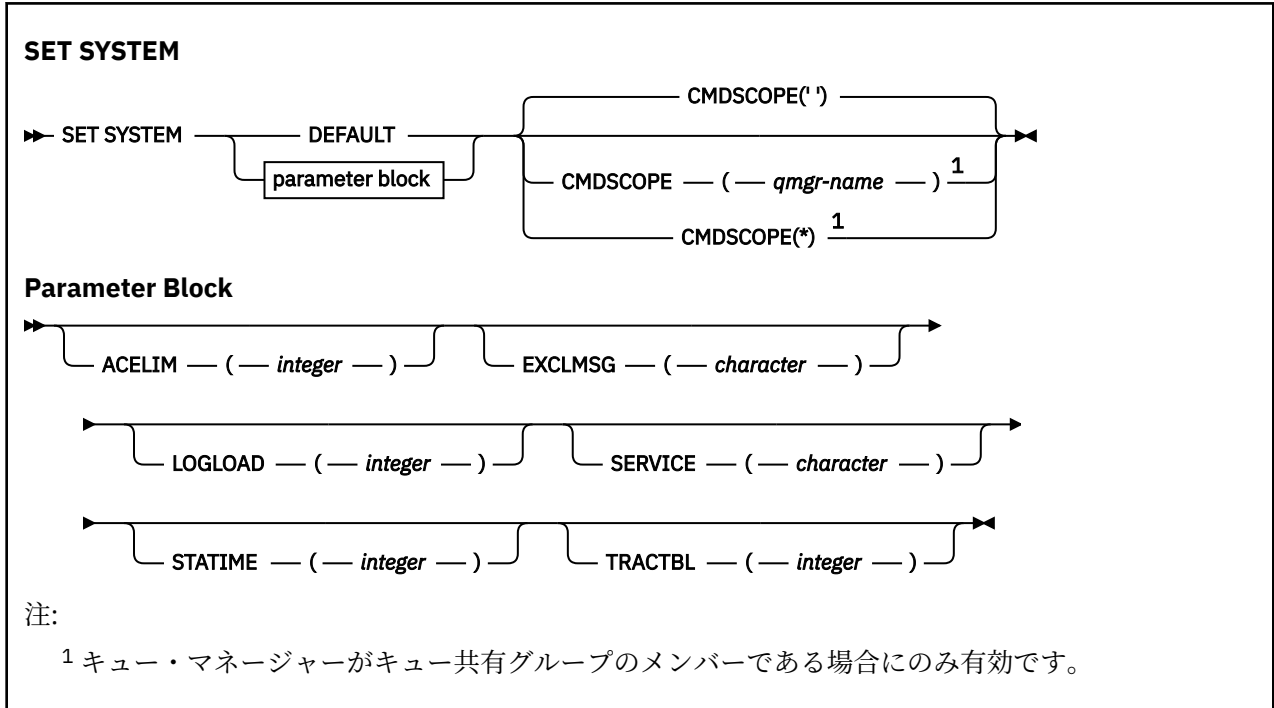 SET SYSTEM
CMDSCOPE(' ')
SET SYSTEM DEFAULT
parameter block
CMDSCOPE ( qmgr-name ) 1
CMDSCOPE(*) 1
Parameter Block
ACELIM ( integer ) EXCLMSG ( character )
LOGLOAD ( integer ) SERVICE ( character )
STATIME ( integer ) TRACTBL ( integer )
注:
1 キュー・マネージャーがキュー共有グループのメンバーである場合にのみ有効です。